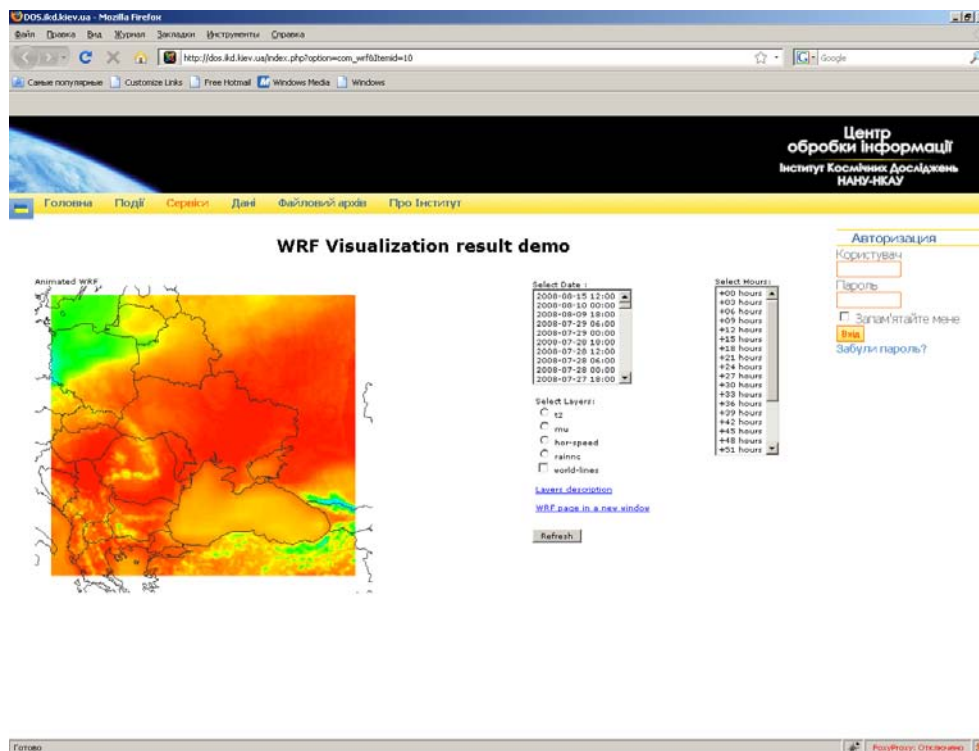 DOS.ikd.kiev.ua - Mozilla Firefox
Файл Правка Вид Журнал Закладки Инструменты Справка
http://dos.ikd.kiev.ua/index.php?option=com_wrf&Itemid=10
Google
Самые популярные Customize Links Free Hotmail Windows Media Windows
Центр
обробки інформації
Інститут Космічних Досліджень
НАНУ-НКАУ
Головна Події Сервіси Дані Файловий архів Про Інститут
WRF Visualization result demo
Авторизация
Користувач
Пароль
Запам'ятайте мене
Вхід
Забули пароль?
Animated WRF
Select Date :
2008-08-15 12:00
2008-08-10 00:00
2008-08-09 18:00
2008-07-29 06:00
2008-07-29 00:00
2008-07-28 18:00
2008-07-28 12:00
2008-07-28 06:00
2008-07-28 00:00
2008-07-27 18:00
Select Layers:
t2
mu
hor-speed
rainnc
world-lines
Layers description
WRF page in a new window
Refresh
Select Hours:
+00 hours
+03 hours
+06 hours
+09 hours
+12 hours
+15 hours
+18 hours
+21 hours
+24 hours
+27 hours
+30 hours
+33 hours
+36 hours
+39 hours
+42 hours
+45 hours
+48 hours
+51 hours
Готово
FoxyProxy: Отключено